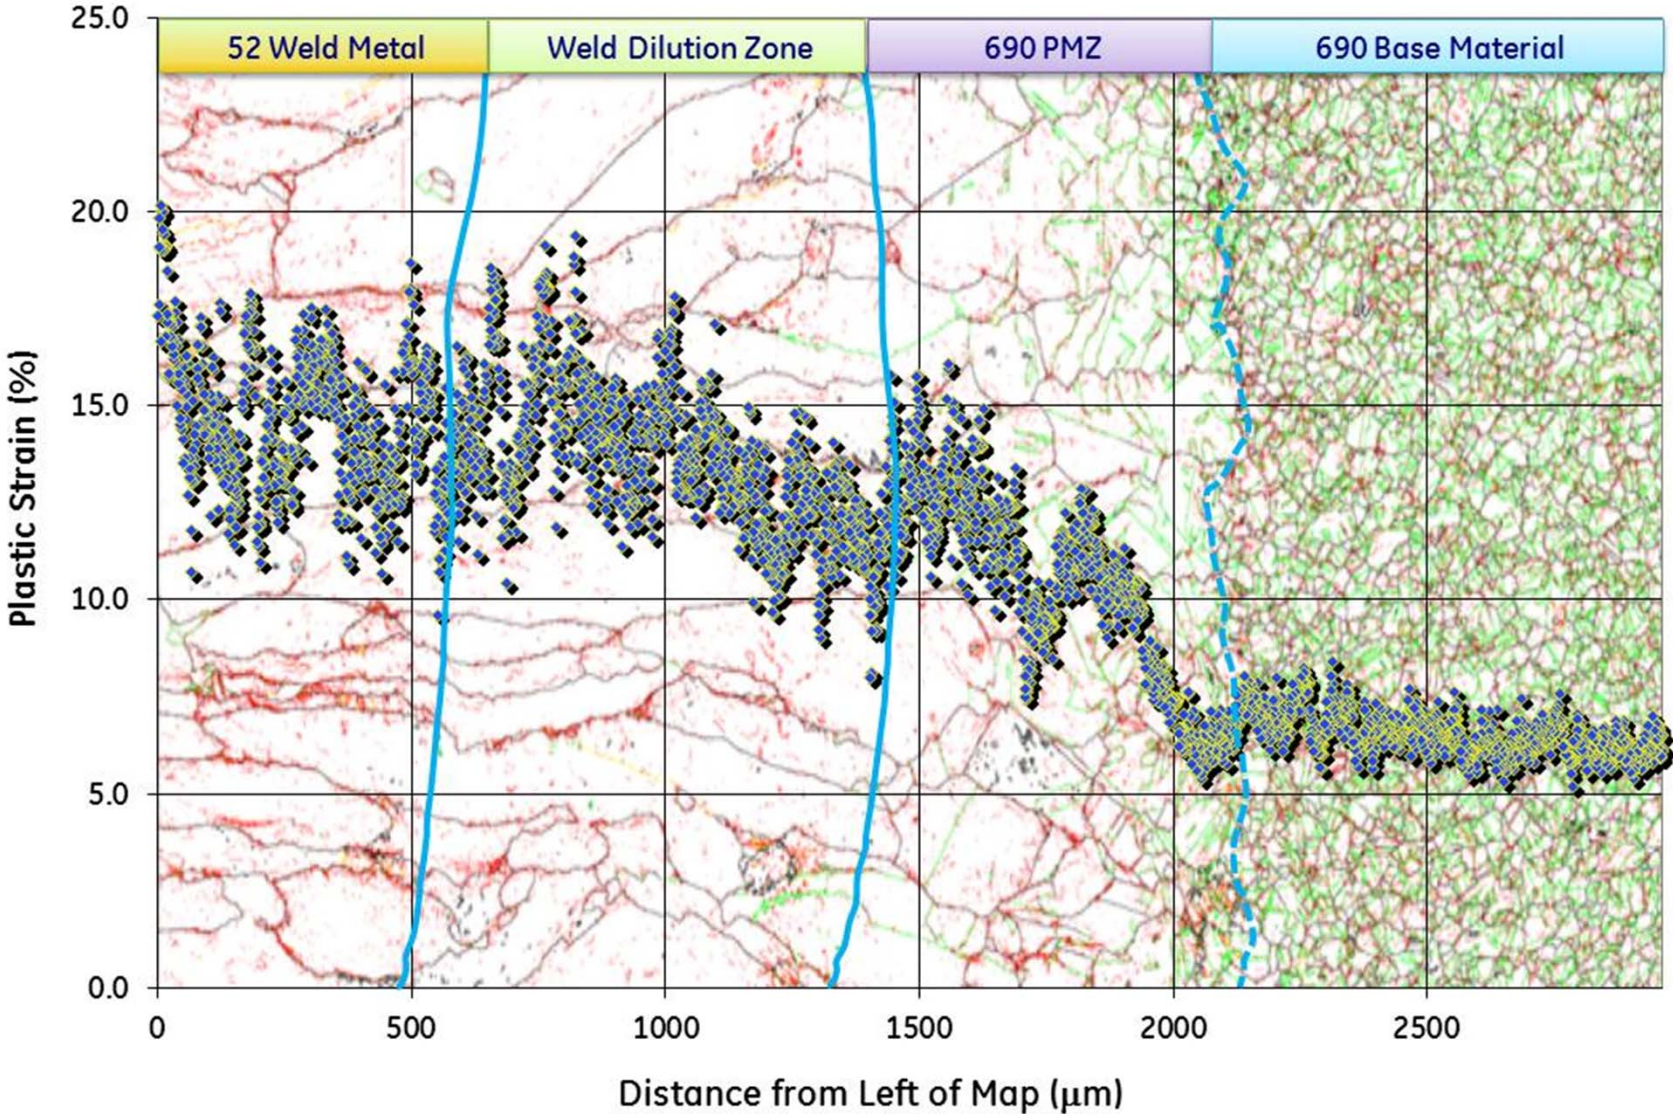 25.0
52 Weld Metal
Weld Dilution Zone
690 PMZ
690 Base Material
20.0
15.0
10.0
5.0
0.0
Plastic Strain (%)
0
500
1000
1500
2000
2500
Distance from Left of Map (μm)